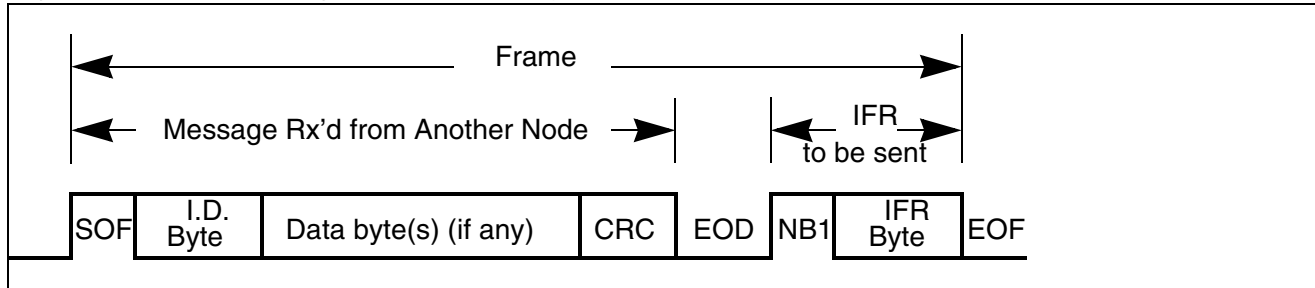 Frame
Message Rx'd from Another Node
IFR
to be sent
SOF
I.D.
Byte
Data byte(s) (if any)
CRC
EOD
NB1
IFR
Byte
EOF